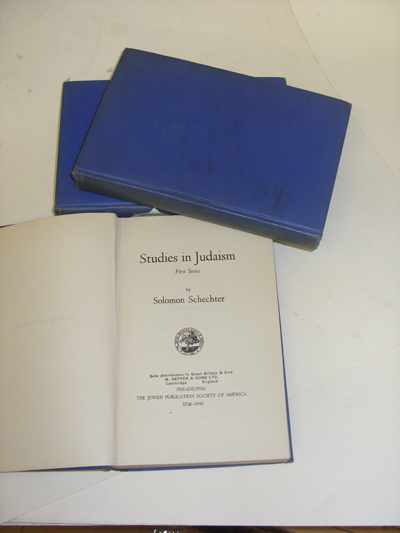 Studies in Judaism
First Series
by
Solomon Schechter
Sole distributors in Great Britain & Eire
W. HEFFER & SONS LTD.
Cambridge England
PHILADELPHIA
THE JEWISH PUBLICATION SOCIETY OF AMERICA
5706-1945